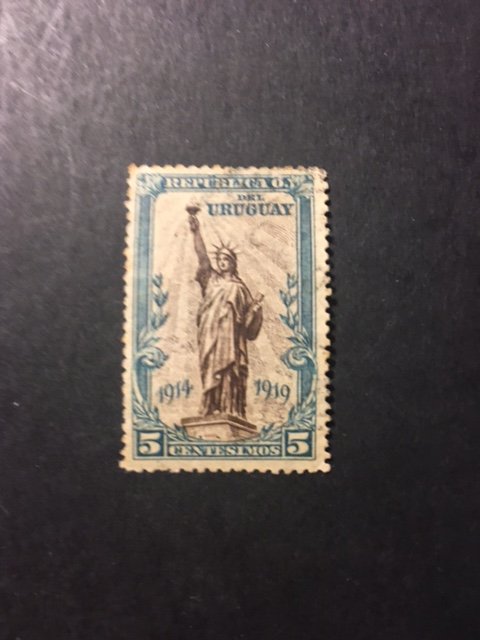 REPUBLICA O.
DEL
URUGUAY
1914 1919
5 CENTESIMOS 5